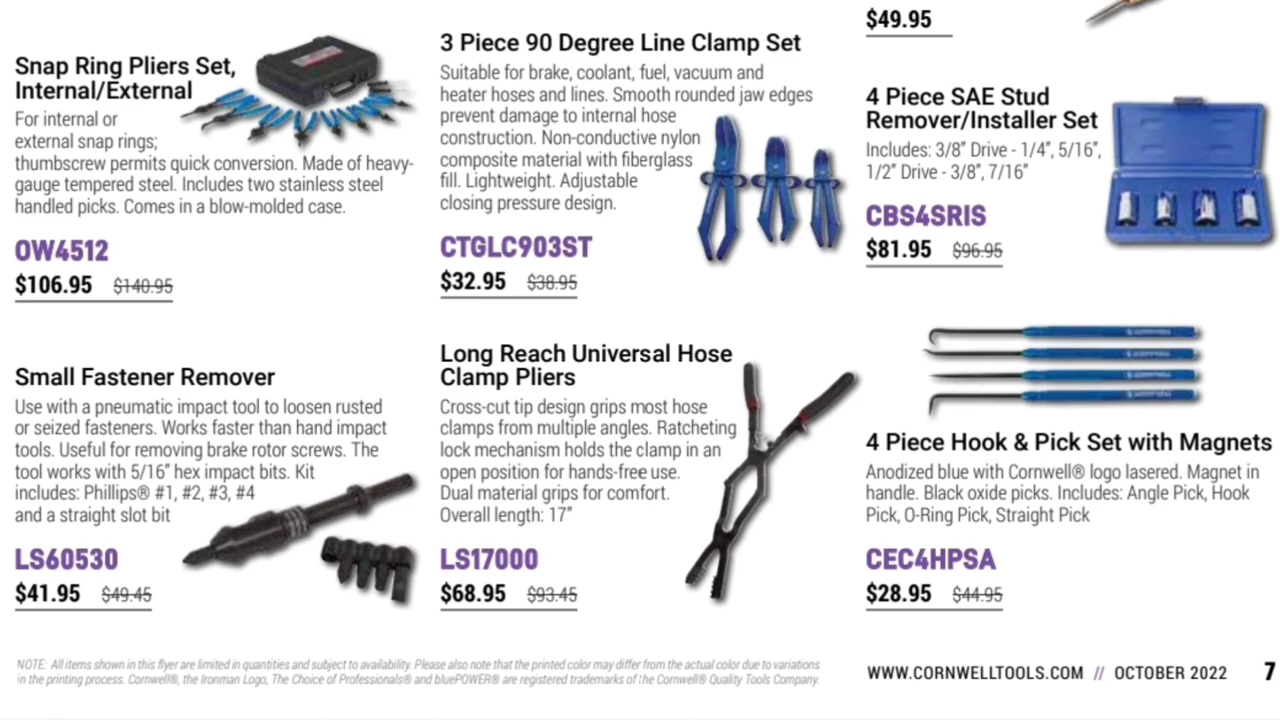 Snap Ring Pliers Set,
Internal/External
For internal or
external snap rings;
thumbscrew permits quick conversion. Made of heavy-
gauge tempered steel. Includes two stainless steel
handled picks. Comes in a blow-molded case.
OW4512
$106.95 $140.95
3 Piece 90 Degree Line Clamp Set
Suitable for brake, coolant, fuel, vacuum and
heater hoses and lines. Smooth rounded jaw edges
prevent damage to internal hose
construction. Non-conductive nylon
composite material with fiberglass
fill. Lightweight. Adjustable
closing pressure design.
CTGLC903ST
$32.95 $38.95
$49.95
4 Piece SAE Stud
Remover/Installer Set
Includes: 3/8” Drive - 1/4”, 5/16”,
1/2” Drive - 3/8”, 7/16”
CBS4SRIS
$81.95 $96.95
Small Fastener Remover
Use with a pneumatic impact tool to loosen rusted
or seized fasteners. Works faster than hand impact
tools. Useful for removing brake rotor screws. The
tool works with 5/16” hex impact bits. Kit
includes: Phillips® #1, #2, #3, #4
and a straight slot bit
LS60530
$41.95 $49.45
Long Reach Universal Hose
Clamp Pliers
Cross-cut tip design grips most hose
clamps from multiple angles. Ratcheting
lock mechanism holds the clamp in an
open position for hands-free use.
Dual material grips for comfort.
Overall length: 17”
LS17000
$68.95 $93.45
4 Piece Hook & Pick Set with Magnets
Anodized blue with Cornwell® logo lasered. Magnet in
handle. Black oxide picks. Includes: Angle Pick, Hook
Pick, O-Ring Pick, Straight Pick
CEC4HPSA
$28.95 $44.95
NOTE: All items shown in this flyer are limited in quantities and subject to availability. Please also note that the printed color may differ from the actual color due to variations
in the printing process. Cornwell®, the Ironman Logo, The Choice of Professionals® and bluePOWER® are registered trademarks of the Cornwell® Quality Tools Company.
WWW.CORNWELLTOOLS.COM // OCTOBER 2022 7